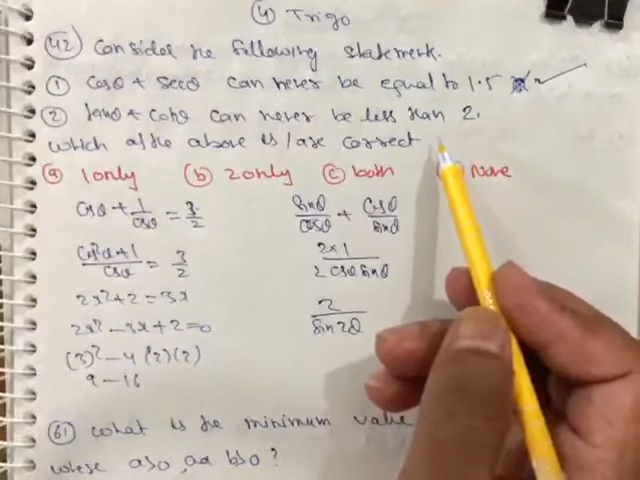 ④ Trigo
㊷ Consider the following statement.
① cosθ + secθ can never be equal to 1.5
② tanθ + cotθ can never be less than 2.
which of the above is/are correct
ⓐ 1 only ⓑ 2 only ⓒ both None
cosθ + 1/cosθ = 3/2
cos²θ + 1/cosθ = 3/2
2x² + 2 = 3x
2x² - 3x + 2 = 0
(3)² - 4(2)(2)
9 - 16
sinθ/cosθ + cosθ/sinθ
2×1/2cosθ sinθ
2/sin2θ
㉖① What is the minimum value
where a>0, b>0?